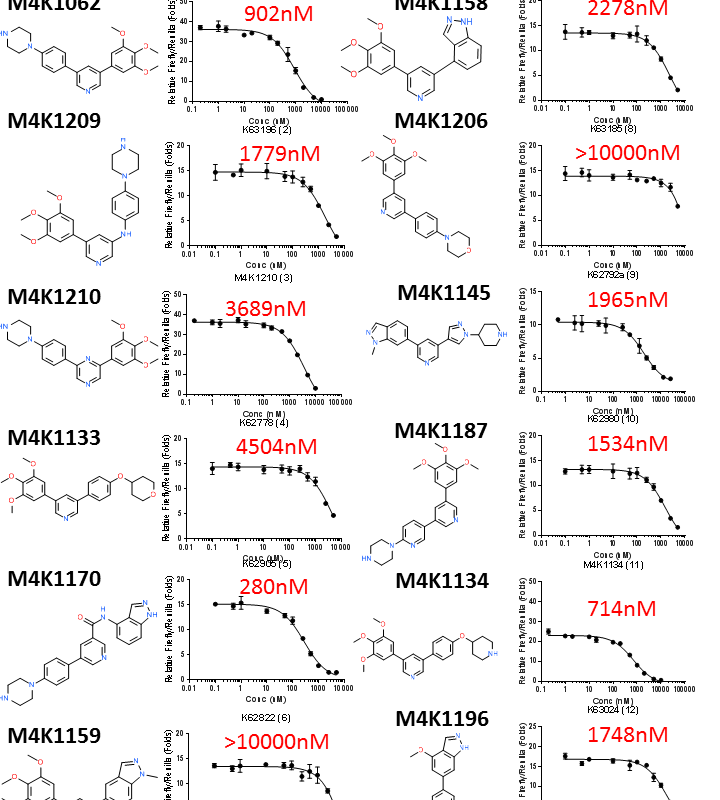 M4K1062
902nM
Relative Firefly/Renilla (Folds)
Conc (nM)
K63196 (2)
M4K1158
2278nM
Relative Firefly/Renilla (Folds)
Conc (nM)
K63185 (8)
M4K1209
1779nM
Relative Firefly/Renilla (Folds)
Conc (nM)
M4K1210 (3)
M4K1206
>10000nM
Relative Firefly/Renilla (Folds)
Conc (nM)
K62792a (9)
M4K1210
3689nM
Relative Firefly/Renilla (Folds)
Conc (nM)
K62778 (4)
M4K1145
1965nM
Relative Firefly/Renilla (Folds)
Conc (nM)
K62980 (10)
M4K1133
4504nM
Relative Firefly/Renilla (Folds)
Conc (nM)
K62905 (5)
M4K1187
1534nM
Relative Firefly/Renilla (Folds)
Conc (nM)
M4K1134 (11)
M4K1170
280nM
Relative Firefly/Renilla (Folds)
Conc (nM)
K62822 (6)
M4K1134
714nM
Relative Firefly/Renilla (Folds)
Conc (nM)
K63024 (12)
M4K1159
>10000nM
M4K1196
1748nM